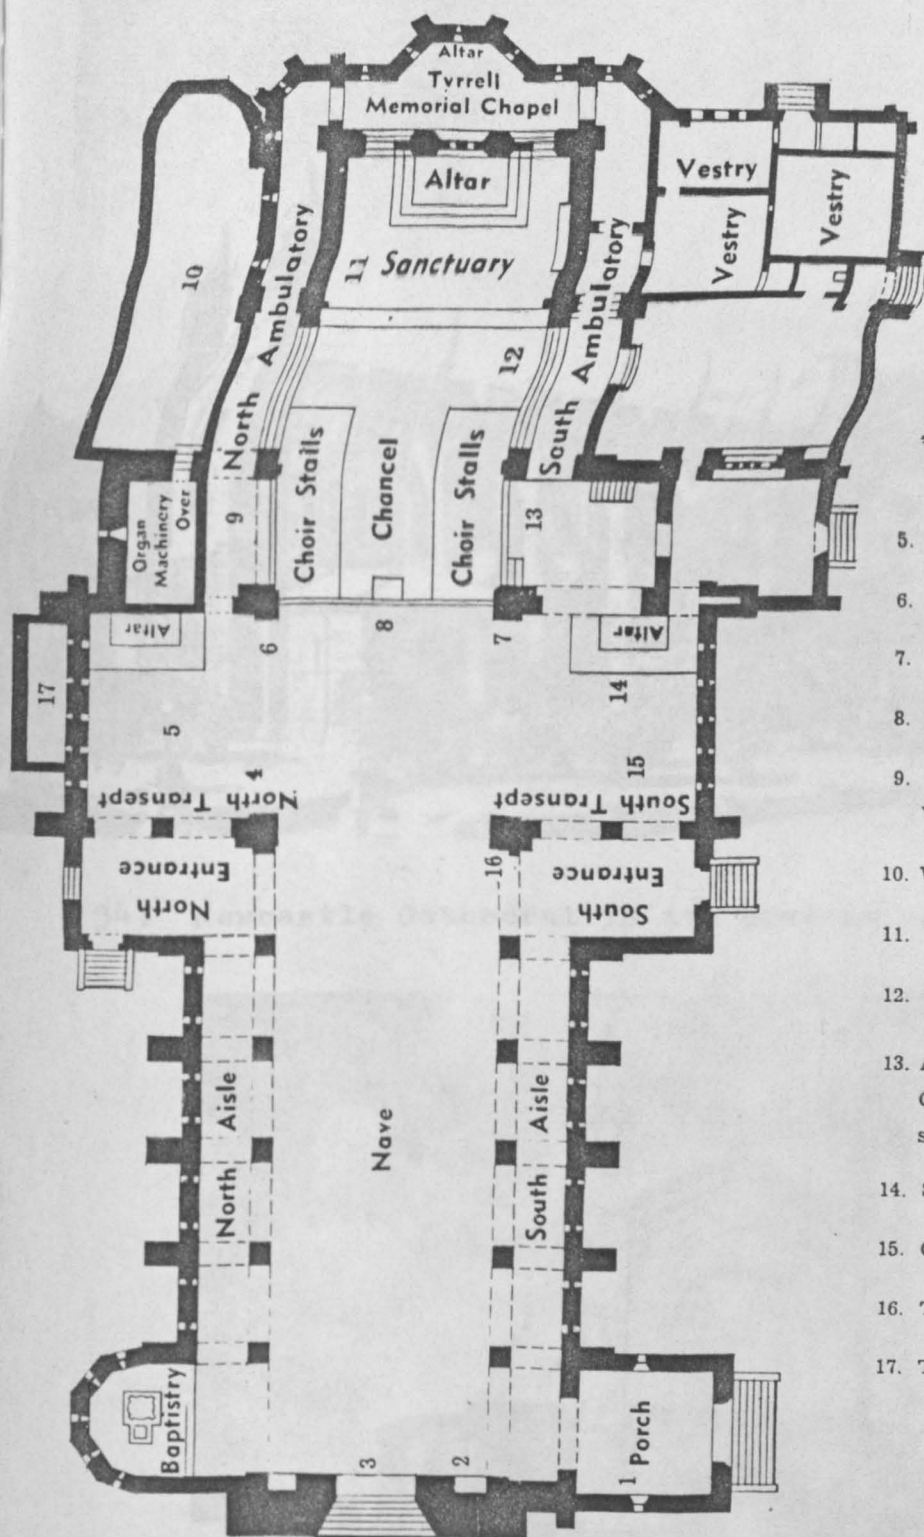 Altar
Tyrrell
Memorial Chapel
Altar
Vestry
Vestry
Vestry
10
North Ambulatory
11
Sanctuary
South Ambulatory
12
Organ
Machinery
Over
9
Choir Stalls
Chancel
Choir Stalls
13
Altar
6
8
7
Altar
17
5
4
14
15
North Transept
South Transept
North
Entrance
16
South
Entrance
North Aisle
Nave
South Aisle
Baptistry
3
2
1
Porch
5.
6.
7.
8.
9.
10.
11.
12.
13. A
14.
15.
16. T
17. T